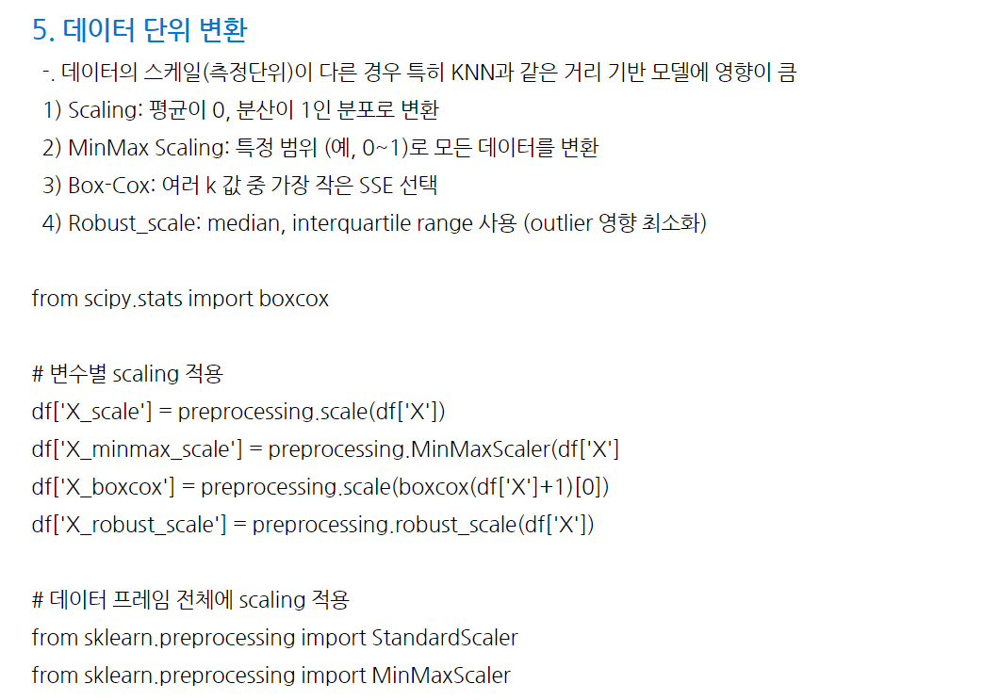 5. 데이터 단위 변환
-. 데이터의 스케일(측정단위)이 다른 경우 특히 KNN과 같은 거리 기반 모델에 영향이 큼
1) Scaling: 평균이 0, 분산이 1인 분포로 변환
2) MinMax Scaling: 특정 범위 (예, 0~1)로 모든 데이터를 변환
3) Box-Cox: 여러 k 값 중 가장 작은 SSE 선택
4) Robust_scale: median, interquartile range 사용 (outlier 영향 최소화)
from scipy.stats import boxcox
# 변수별 scaling 적용
df['X_scale'] = preprocessing.scale(df['X'])
df['X_minmax_scale'] = preprocessing.MinMaxScaler(df['X']
df['X_boxcox'] = preprocessing.scale(boxcox(df['X']+1)[0])
df['X_robust_scale'] = preprocessing.robust_scale(df['X'])
# 데이터 프레임 전체에 scaling 적용
from sklearn.preprocessing import StandardScaler
from sklearn.preprocessing import MinMaxScaler